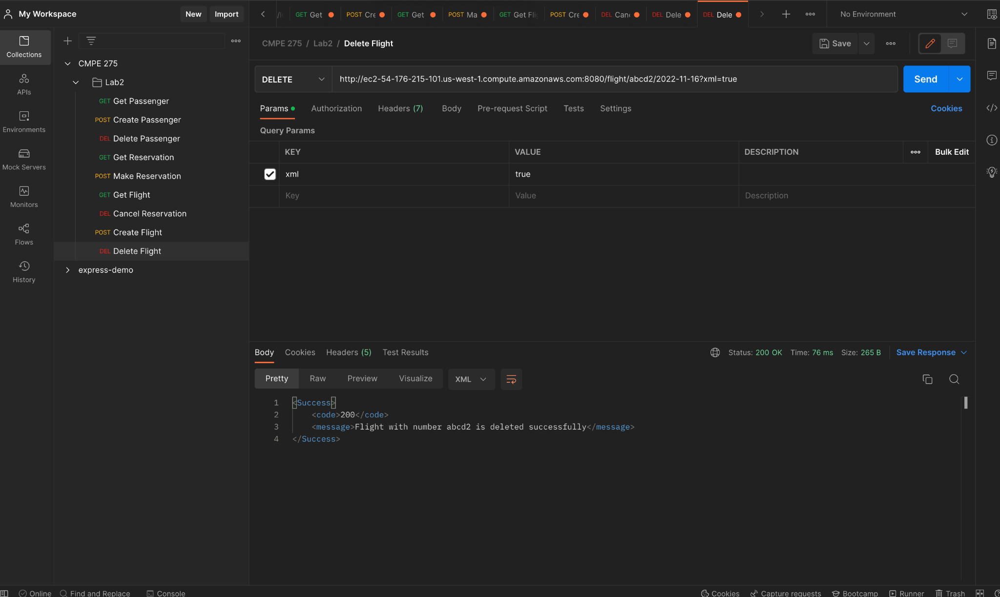 My Workspace
New
Import
GET Get
POST Cre
GET Get
POST Ma
GET Get Fli
POST Cre
DEL Can
DEL Dele
DEL Dele
No Environment
Collections
APIs
Environments
Mock Servers
Monitors
Flows
History
CMPE 275
Lab2
GET Get Passenger
POST Create Passenger
DEL Delete Passenger
GET Get Reservation
POST Make Reservation
GET Get Flight
DEL Cancel Reservation
POST Create Flight
DEL Delete Flight
express-demo
CMPE 275 / Lab2 / Delete Flight
Save
DELETE
http://ec2-54-176-215-101.us-west-1.compute.amazonaws.com:8080/flight/abcd2/2022-11-16?xml=true
Send
Params
Authorization
Headers (7)
Body
Pre-request Script
Tests
Settings
Cookies
Query Params
KEY
VALUE
DESCRIPTION
Bulk Edit
xml
true
Key
Value
Description
Body
Cookies
Headers (5)
Test Results
Status: 200 OK
Time: 76 ms
Size: 265 B
Save Response
Pretty
Raw
Preview
Visualize
XML
1 <Success>
2 <code>200</code>
3 <message>Flight with number abcd2 is deleted successfully</message>
4 </Success>
Online
Find and Replace
Console
Cookies
Capture requests
Bootcamp
Runner
Trash